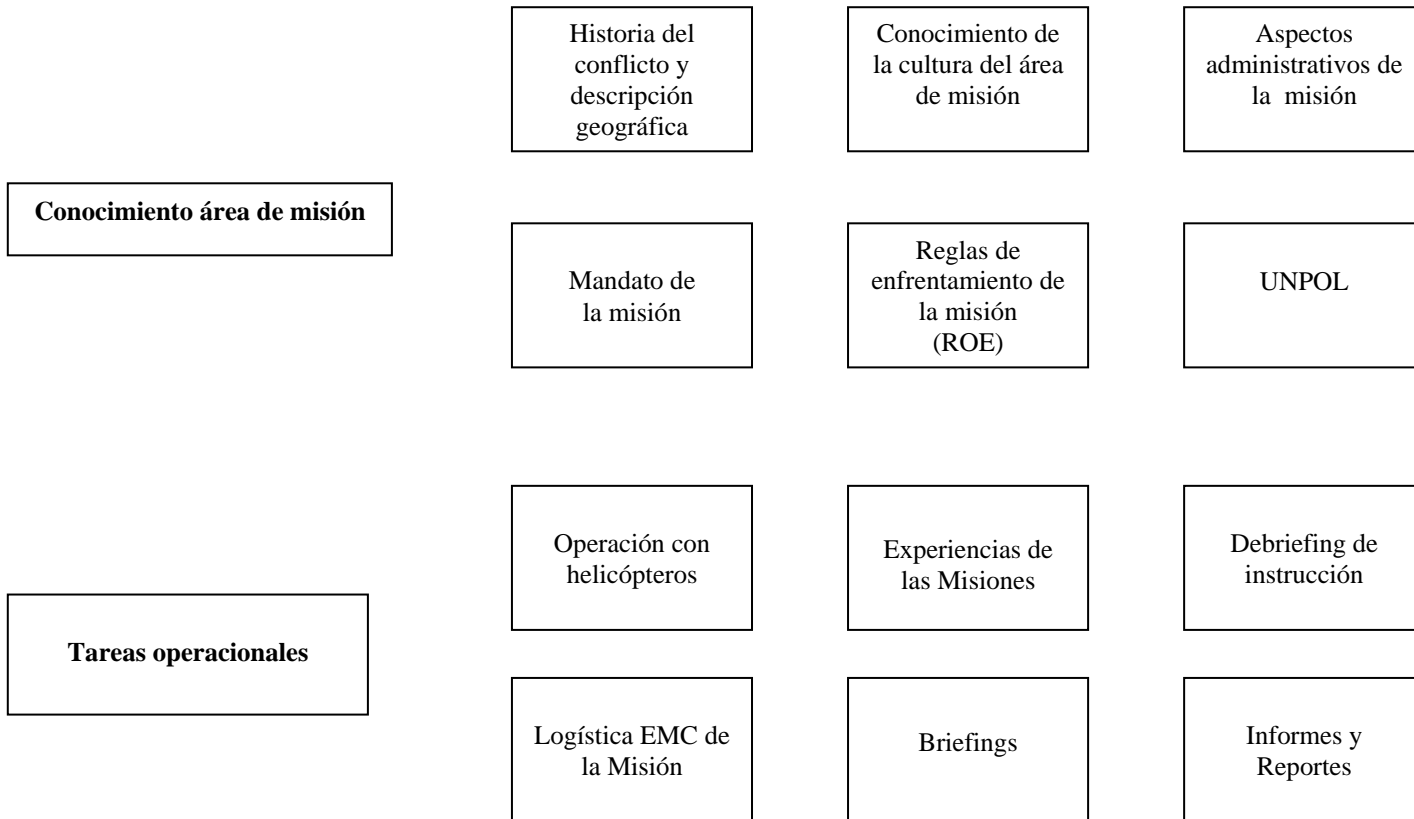 Historia del
conflicto y
descripción
geográfica
Conocimiento de
la cultura del área
de misión
Aspectos
administrativos de
la misión
Conocimiento área de misión
Mandato de
la misión
Reglas de
enfrentamiento de
la misión
(ROE)
UNPOL
Operación con
helicópteros
Experiencias de
las Misiones
Debriefing de
instrucción
Tareas operacionales
Logística EMC de
la Misión
Briefings
Informes y
Reportes